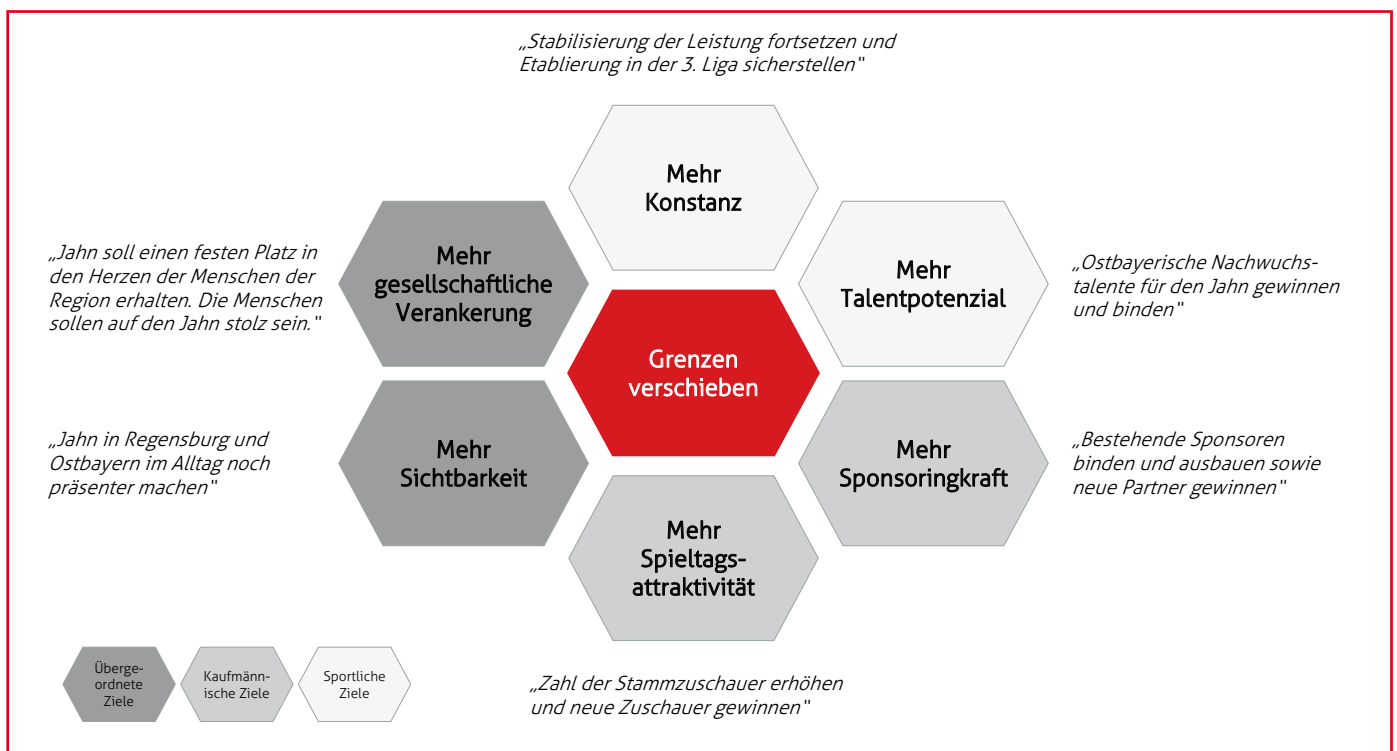 „Stabilisierung der Leistung fortsetzen und
Etablierung in der 3. Liga sicherstellen"
Mehr
Konstanz
„Jahn soll einen festen Platz in
den Herzen der Menschen der
Region erhalten. Die Menschen
sollen auf den Jahn stolz sein."
Mehr
gesellschaftliche
Verankerung
Mehr
Talentpotenzial
„Ostbayerische Nachwuchs-
talente für den Jahn gewinnen
und binden"
Grenzen
verschieben
„Jahn in Regensburg und
Ostbayern im Alltag noch
präsenter machen"
Mehr
Sichtbarkeit
Mehr
Sponsoringkraft
„Bestehende Sponsoren
binden und ausbauen sowie
neue Partner gewinnen"
Mehr
Spieltags-
attraktivität
„Zahl der Stammzuschauer erhöhen
und neue Zuschauer gewinnen"
Überge-
ordnete
Ziele
Kaufmänn-
ische Ziele
Sportliche
Ziele